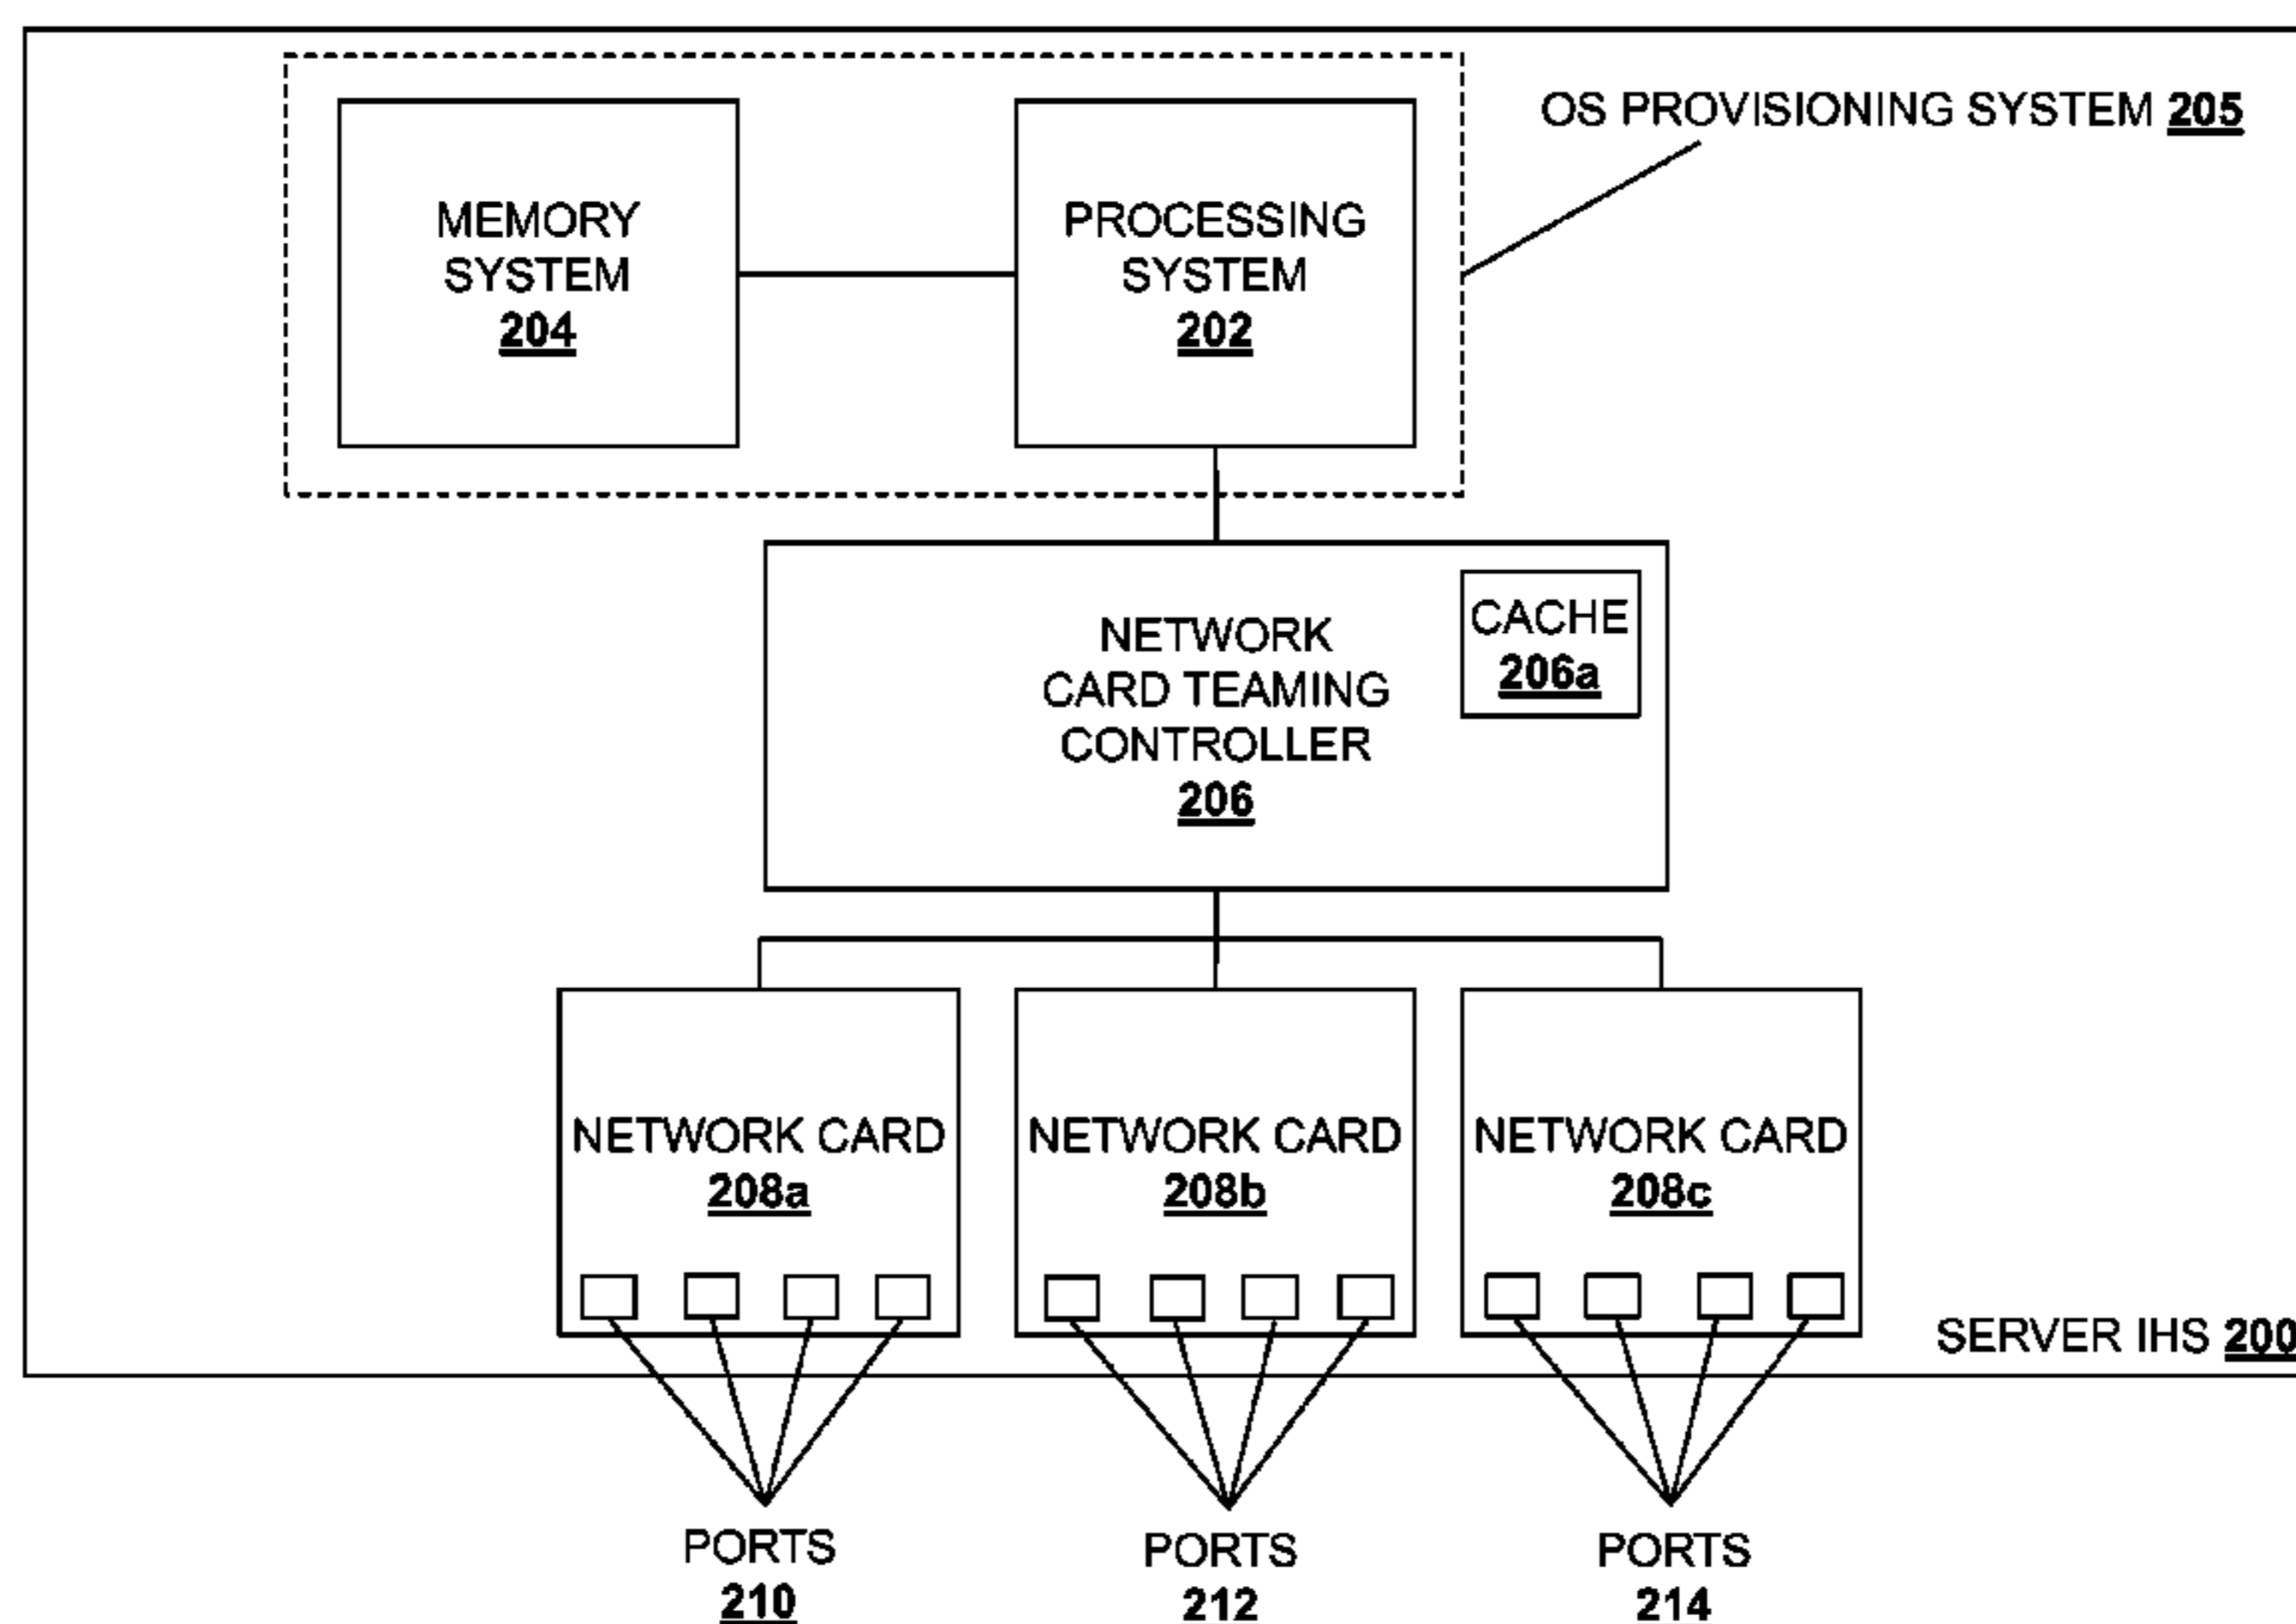 OS PROVISIONING SYSTEM 205
MEMORY
SYSTEM
204
PROCESSING
SYSTEM
202
NETWORK
CARD TEAMING
CONTROLLER
206
CACHE
206a
NETWORK CARD
208a
NETWORK CARD
208b
NETWORK CARD
208c
SERVER IHS 200
PORTS
210
PORTS
212
PORTS
214